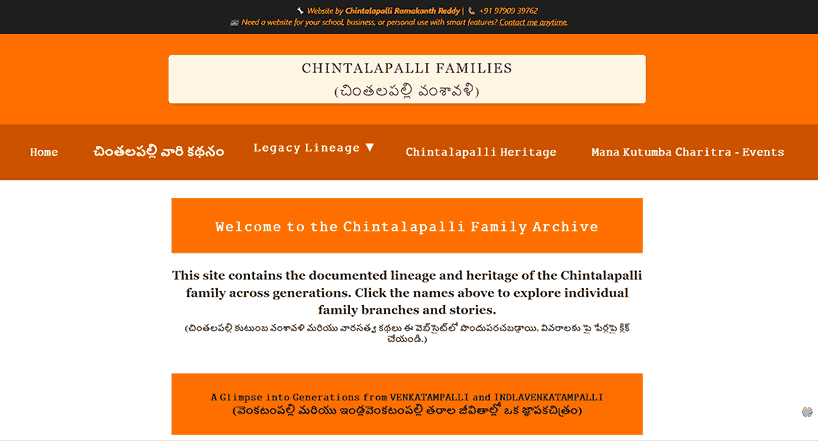 Website by Chintalapalli Ramakanth Reddy | +91 97909 39762
Need a website for your school, business, or personal use with smart features? Contact me anytime.
CHINTALAPALLI FAMILIES
(చింతలపల్లి వంశావళి)
Home చింతలపల్లి వారి కథనం Legacy Lineage ▼ Chintalapalli Heritage Mana Kutumba Charitra - Events
Welcome to the Chintalapalli Family Archive
This site contains the documented lineage and heritage of the Chintalapalli
family across generations. Click the names above to explore individual
family branches and stories.
(చింతలపల్లి కుటుంబ వంశావళి మరియు వారసత్వ కథలు ఈ వెబ్‌సైట్‌లో పొందుపరచబడ్డాయి. వివరాలకు పై పేర్లపై క్లిక్
చేయండి.)
A Glimpse into Generations from VENKATAMPALLI and INDLAVENKATAMPALLI
(వెంకటంపల్లి మరియు ఇండ్లవెంకటంపల్లి తరాల జీవితాల్లో ఒక జ్ఞాపకచిత్రం)